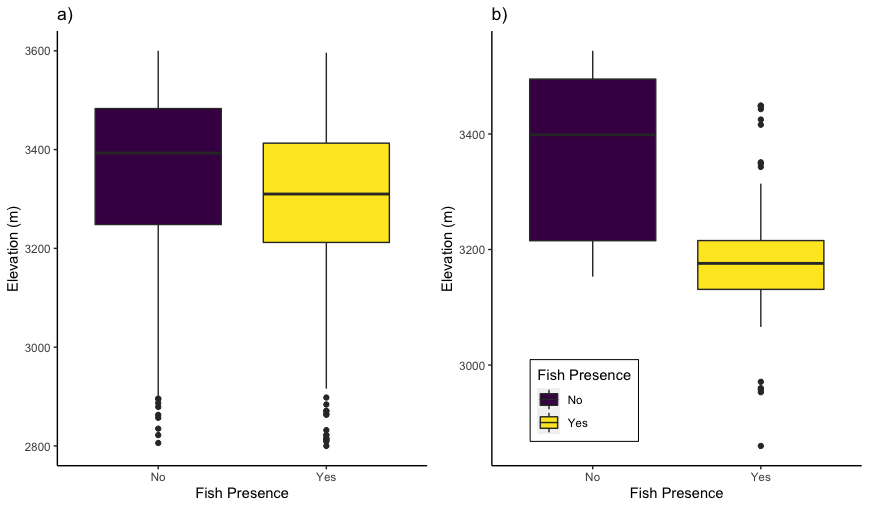 a)
Elevation (m)
3600
3400
3200
3000
2800
No
Yes
Fish Presence
b)
Elevation (m)
3400
3200
3000
Fish Presence
No
Yes
No
Yes
Fish Presence